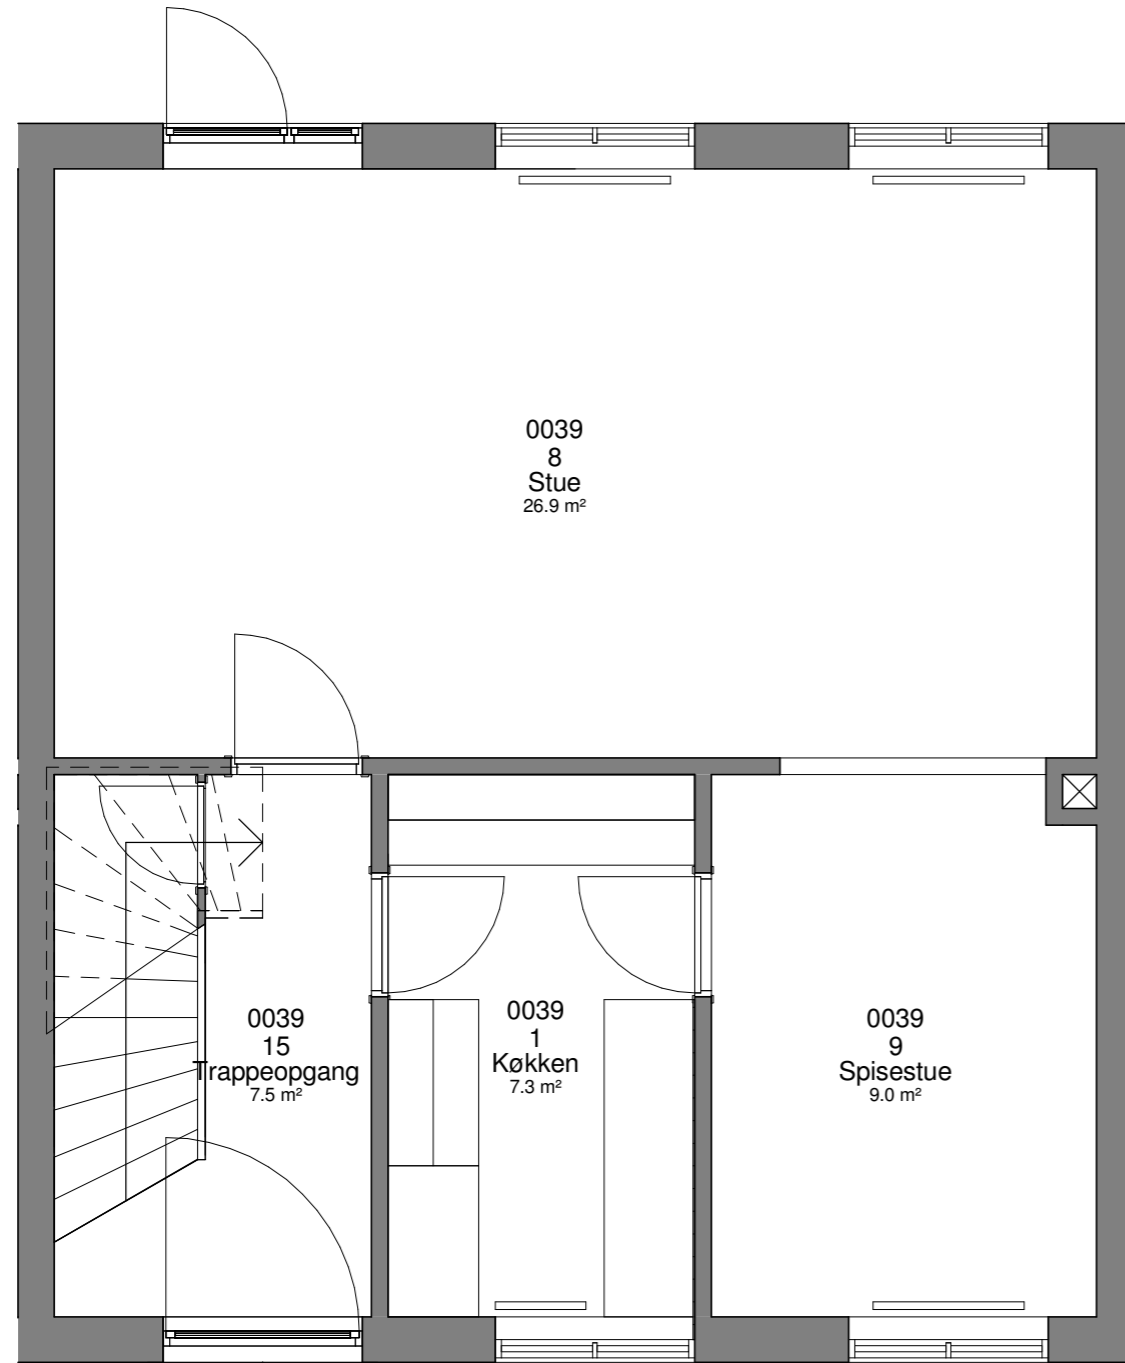 0039
8
Stue
26.9 m²
0039
15
Trappeopgang
7.5 m²
0039
1
Køkken
7.3 m²
0039
9
Spisestue
9.0 m²